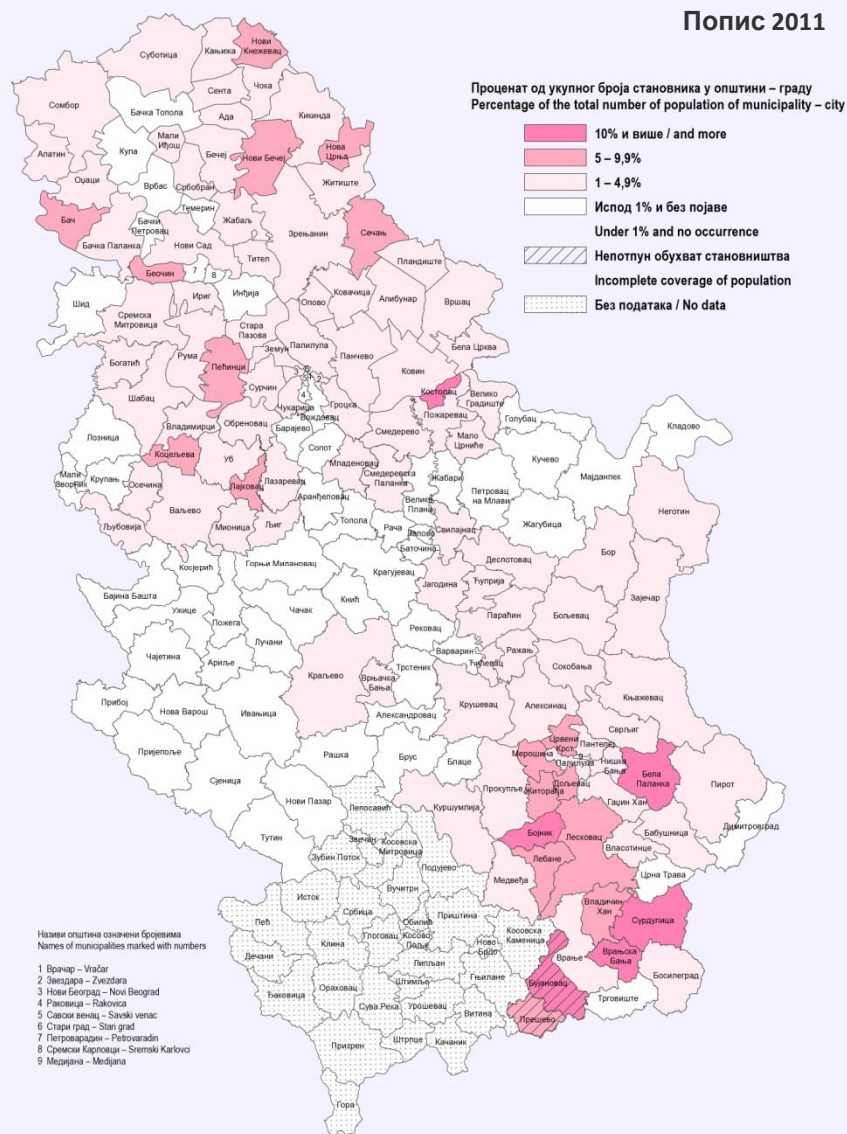 Попис 2011
Проценат од укупног броја становника у општини – граду
Percentage of the total number of population of municipality – city
10% и више / and more
5 – 9,9%
1 – 4,9%
Испод 1% и без појаве
Under 1% and no occurrence
Непотпун обухват становништва
Incomplete coverage of population
Без података / No data
Суботица
Кањижа
Нови
Кнежевац
Сомбор
Бачка Топола
Сента
Чока
Кикинда
Ада
Апатин
Кула
Мали
Иђош
Бечеј
Нови Бечеј
Нова
Црња
Оџаци
Врбас
Србобран
Житиште
Бач
Темерин
Бачки
Петровац
Жабаљ
Зрењанин
Сечањ
Бачка Паланка
Нови Сад
Тител
Пландиште
Беочин
7
8
Шид
Ириг
Инђија
Ковачица
Опово
Алибунар
Вршац
Сремска
Митровица
Стара
Пазова
Бела Црква
Богатић
Рума
Пећинци
Земун
Палилула
Панчево
Ковин
Шабац
Сурчин
3
2
4
Костолац
Велико
Градиште
Чукарица
Вождовац
Гроцка
Пожаревац
Голубац
Кладово
Владимирци
Обреновац
Барајево
Смедерево
Мало
Црниће
Лозница
Коцељева
Уб
Сопот
Кучево
Мајданпек
Мали
Зворник
Крупањ
Осечина
Лајковац
Лазаревац
Младеновац
Смедеревска
Паланка
Жабари
Петровац
на Млави
Ваљево
Аранђеловац
Велика
Плана
Жагубица
Неготин
Љубовија
Мионица
Љиг
Топола
Рача
Лапово
Свилајнац
Баточина
Бор
Косјерић
Горњи Милановац
Деспотовац
Крагујевац
Бајина Башта
Јагодина
Ћуприја
Зајечар
Ужице
Пожега
Чачак
Кнић
Параћин
Бољевац
Лучани
Рековац
Чајетина
Ариље
Варварин
Ражањ
Краљево
Врњачка
Бања
Трстеник
Ћићевац
Сокобања
Прибој
Нова Варош
Ивањица
Крушевац
Алексинац
Књажевац
Александровац
Сврљиг
Пријепоље
Рашка
Брус
Блаце
Мерошина
Црвени
Крст
Пантелеј
9
Палилула
Нишка
Бања
Бела
Паланка
Пирот
Сјеница
Нови Пазар
Прокупље
Житорађа
Дољевац
Гаџин Хан
Лепосавић
Куршумлија
Димитровград
Тутин
Звечан
Косовска
Митровица
Бојник
Лесковац
Бабушница
Зубин Поток
Власотинце
Подујево
Лебане
Медвеђа
Црна Трава
Вучитрн
Исток
Србица
Приштина
Владичин
Хан
Сурдулица
Пећ
Обилић
Косово
Поље
Косовска
Каменица
Клина
Глоговац
Ново
Брдо
Врање
Врањска
Бања
Дечани
Липљан
Босилеград
Гњилане
Бујановац
Ђаковица
Ораховац
Штимље
Трговиште
Сува Река
Урошевац
Витина
Прешево
Призрен
Штрпце
Качаник
Гора
Називи општина означени бројевима
Names of municipalities marked with numbers
1 Врачар – Vračar
2 Звездара – Zvezdara
3 Нови Београд – Novi Beograd
4 Раковица – Rakovica
5 Савски венац – Savski venac
6 Стари град – Stari grad
7 Петроварадин – Petrovaradin
8 Сремски Карловци – Sremski Karlovci
9 Медијана – Medijana